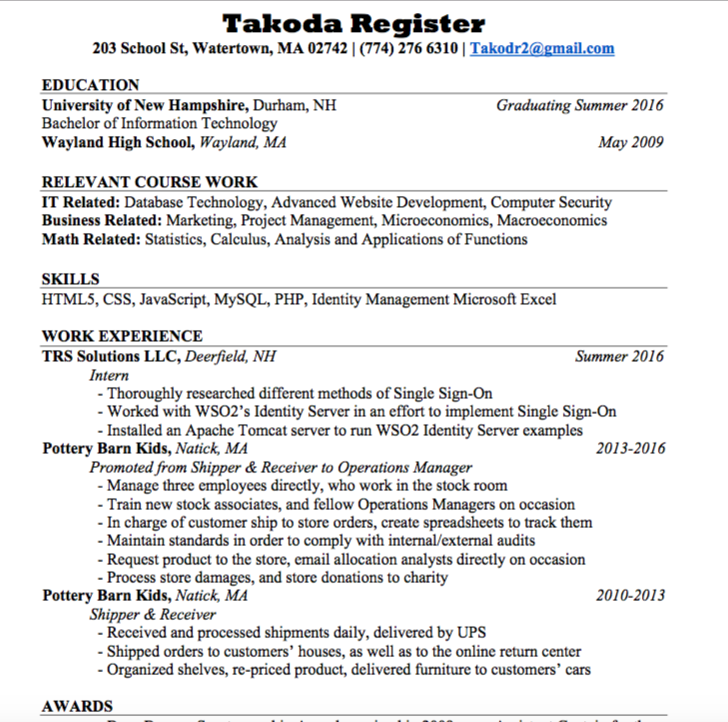 Takoda Register
203 School St, Watertown, MA 02742 | (774) 276 6310 | Takodr2@gmail.com
EDUCATION
University of New Hampshire, Durham, NH Graduating Summer 2016
Bachelor of Information Technology
Wayland High School, Wayland, MA May 2009
RELEVANT COURSE WORK
IT Related: Database Technology, Advanced Website Development, Computer Security
Business Related: Marketing, Project Management, Microeconomics, Macroeconomics
Math Related: Statistics, Calculus, Analysis and Applications of Functions
SKILLS
HTML5, CSS, JavaScript, MySQL, PHP, Identity Management Microsoft Excel
WORK EXPERIENCE
TRS Solutions LLC, Deerfield, NH Summer 2016
Intern
- Thoroughly researched different methods of Single Sign-On
- Worked with WSO2's Identity Server in an effort to implement Single Sign-On
- Installed an Apache Tomcat server to run WSO2 Identity Server examples
Pottery Barn Kids, Natick, MA 2013-2016
Promoted from Shipper & Receiver to Operations Manager
- Manage three employees directly, who work in the stock room
- Train new stock associates, and fellow Operations Managers on occasion
- In charge of customer ship to store orders, create spreadsheets to track them
- Maintain standards in order to comply with internal/external audits
- Request product to the store, email allocation analysts directly on occasion
- Process store damages, and store donations to charity
Pottery Barn Kids, Natick, MA 2010-2013
Shipper & Receiver
- Received and processed shipments daily, delivered by UPS
- Shipped orders to customers' houses, as well as to the online return center
- Organized shelves, re-priced product, delivered furniture to customers' cars
AWARDS